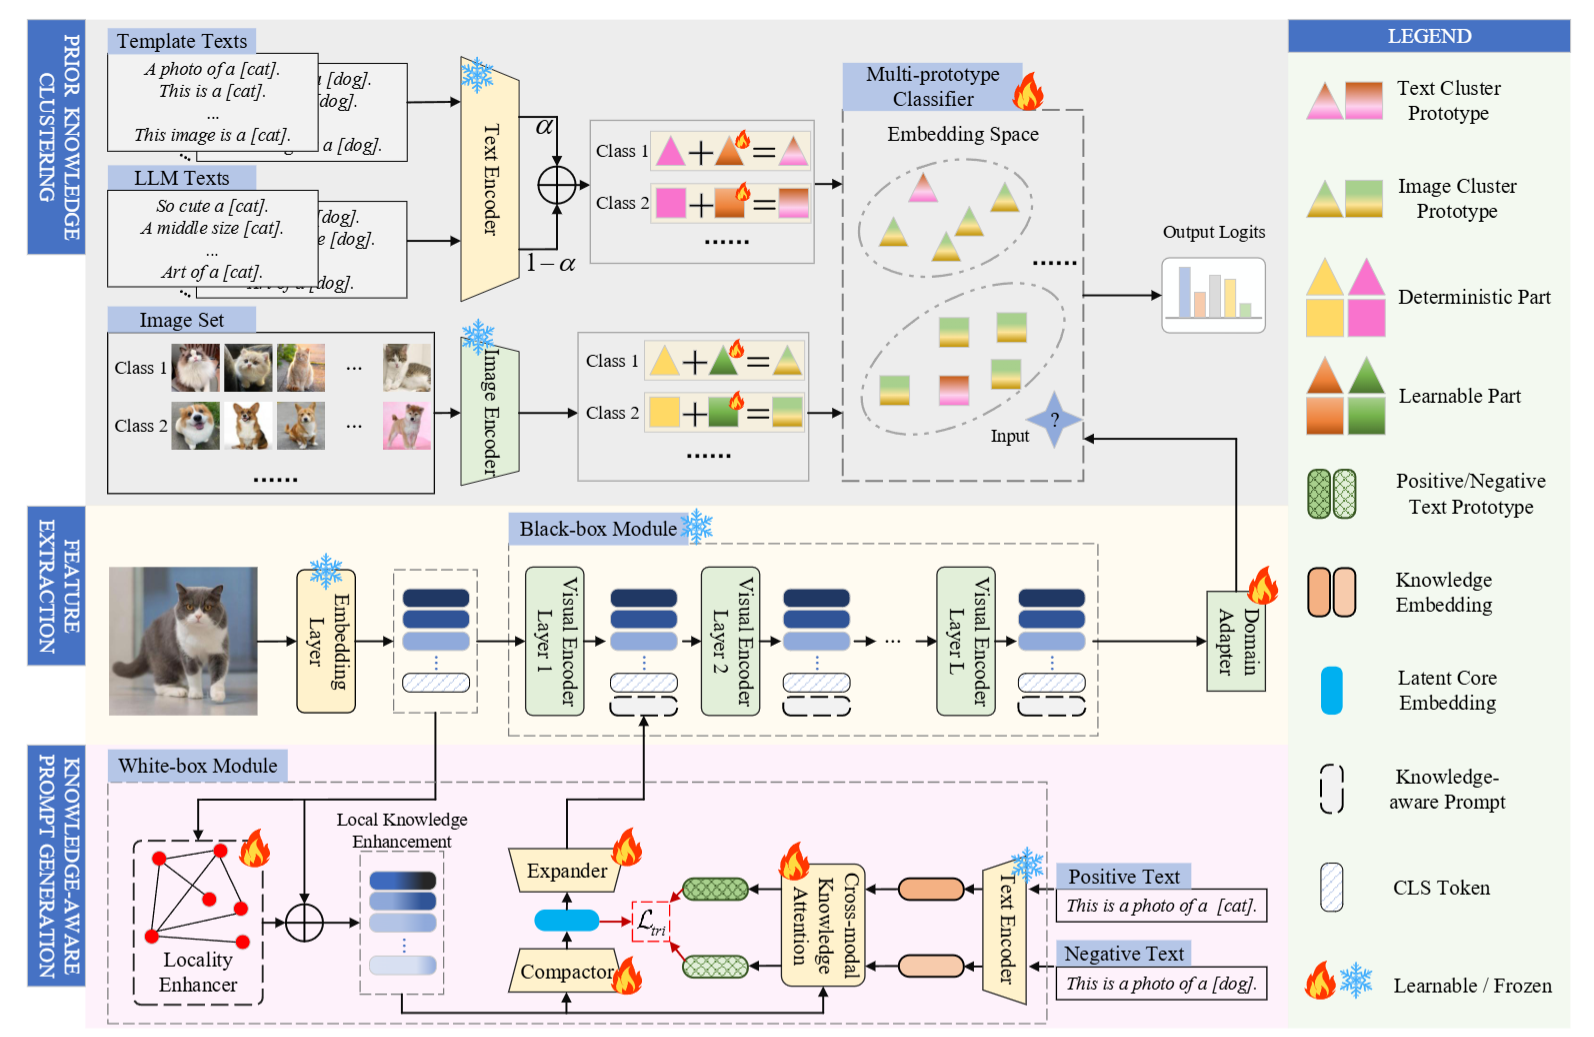 PRIOR KNOWLEDGE
CLUSTERING
Template Texts
A photo of a [cat].
This is a [cat].
...
This image is a [cat].
[dog].
[dog].
a [dog].
LLM Texts
So cute a [cat].
A middle size [cat].
...
Art of a [cat].
[dog].
[dog].
[dog].
Image Set
Class 1
...
Class 2
...
......
Text Encoder
Image Encoder
α
1−α
Class 1
+
=
Class 2
+
=
......
Class 1
+
=
Class 2
+
=
......
Multi-prototype
Classifier
Embedding Space
......
Input
?
Output Logits
FEATURE
EXTRACTION
Embedding
Layer
Black-box Module
Visual Encoder
Layer 1
Visual Encoder
Layer 2
...
Visual Encoder
Layer L
Domain
Adapter
KNOWLEDGE-AWARE
PROMPT GENERATION
White-box Module
Locality
Enhancer
Local Knowledge
Enhancement
Expander
Compactor
ℒtri
Cross-modal
Knowledge
Attention
Text Encoder
Positive Text
This is a photo of a [cat].
Negative Text
This is a photo of a [dog].
LEGEND
Text Cluster
Prototype
Image Cluster
Prototype
Deterministic Part
Learnable Part
Positive/Negative
Text Prototype
Knowledge
Embedding
Latent Core
Embedding
Knowledge-
aware Prompt
CLS Token
Learnable / Frozen